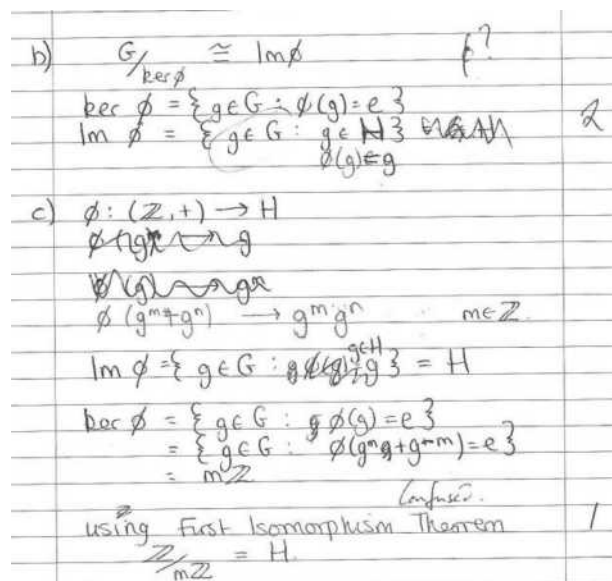 b) G/ker φ ≅ Im φ ?
ker φ = { g ∈ G : φ(g) = e }
Im φ = { g ∈ G : g ∈ H } 2
φ(g) ∈ g
c) φ : (ℤ, +) → H
φ (g^m + g^n) → g^m g^n m ∈ ℤ
Im φ = { g ∈ G : g ∈ H } = H
ker φ = { g ∈ G : φ(g) = e }
= { g ∈ G : φ(g^n + g^-m) = e }
= mℤ
Confused.
using First Isomorphism Theorem 1
ℤ/mℤ = H.